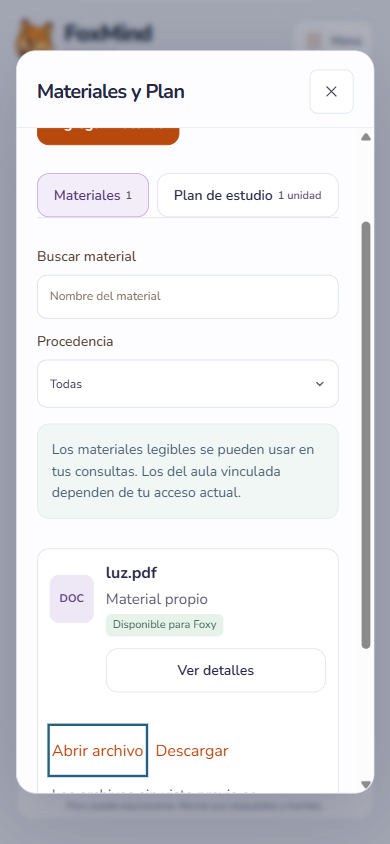 FoxMind
Menú
Materiales y Plan
Materiales 1
Plan de estudio 1 unidad
Buscar material
Nombre del material
Procedencia
Todas
Los materiales legibles se pueden usar en
tus consultas. Los del aula vinculada
dependen de tu acceso actual.
DOC
luz.pdf
Material propio
Disponible para Foxy
Ver detalles
Abrir archivo
Descargar